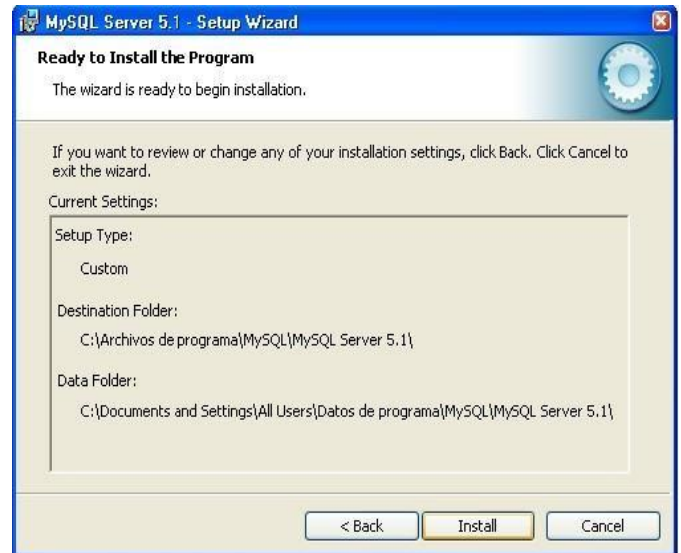 MySQL Server 5.1 - Setup Wizard
Ready to Install the Program
The wizard is ready to begin installation.
If you want to review or change any of your installation settings, click Back. Click Cancel to
exit the wizard.
Current Settings:
Setup Type:
Custom
Destination Folder:
C:\Archivos de programa\MySQL\MySQL Server 5.1\
Data Folder:
C:\Documents and Settings\All Users\Datos de programa\MySQL\MySQL Server 5.1\
< Back Install Cancel